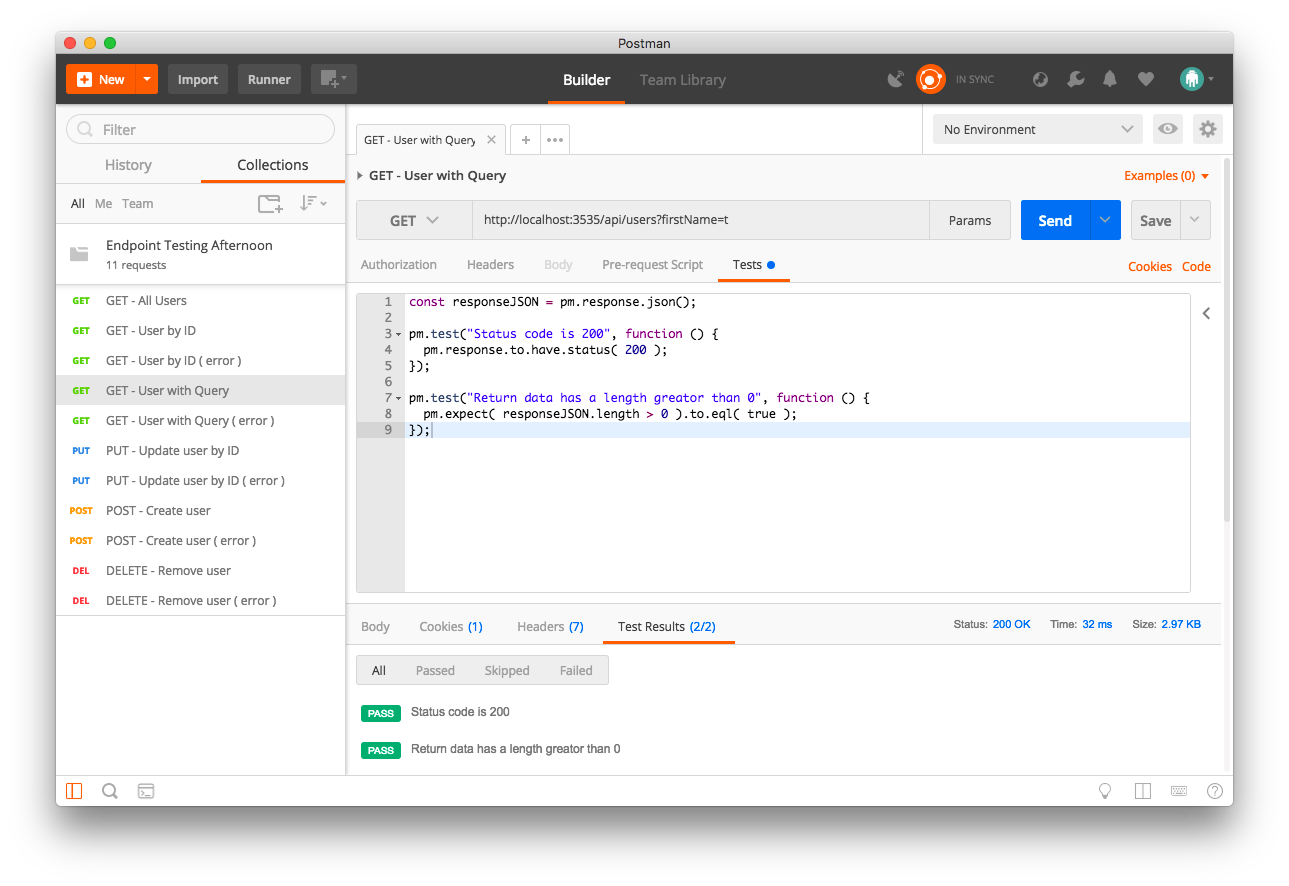 Postman
New
Import
Runner
Builder
Team Library
IN SYNC
Filter
History
Collections
All Me Team
Endpoint Testing Afternoon
11 requests
GET GET - All Users
GET GET - User by ID
GET GET - User by ID ( error )
GET GET - User with Query
GET GET - User with Query ( error )
PUT PUT - Update user by ID
PUT PUT - Update user by ID ( error )
POST POST - Create user
POST POST - Create user ( error )
DEL DELETE - Remove user
DEL DELETE - Remove user ( error )
GET - User with Query
No Environment
GET - User with Query
Examples (0)
GET
http://localhost:3535/api/users?firstName=t
Params
Send
Save
Authorization Headers Body Pre-request Script Tests
Cookies Code
1 const responseJSON = pm.response.json();
2
3 pm.test("Status code is 200", function () {
4 pm.response.to.have.status( 200 );
5 });
6
7 pm.test("Return data has a length greator than 0", function () {
8 pm.expect( responseJSON.length > 0 ).to.eql( true );
9 });
Body Cookies (1) Headers (7) Test Results (2/2)
Status: 200 OK Time: 32 ms Size: 2.97 KB
All Passed Skipped Failed
PASS Status code is 200
PASS Return data has a length greator than 0